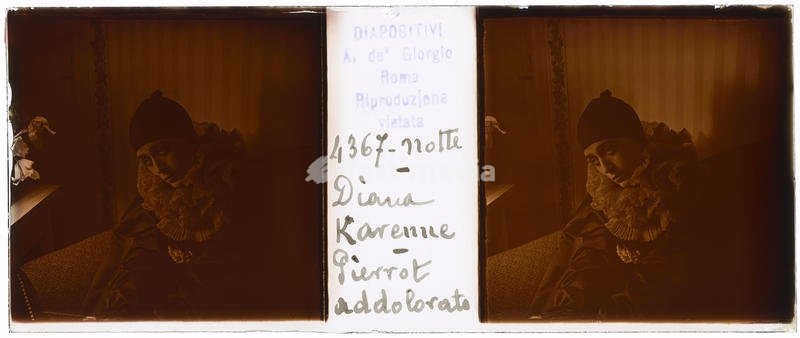 DIAPOSITIVI
A. de' Giorgio
Roma
Riproduzione
vietata
4367-notte
Diana
Karenne
Pierrot
addolorato